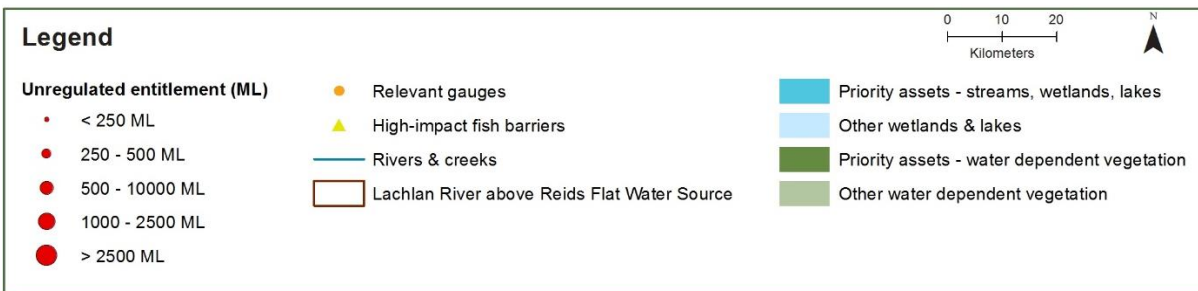 Legend
0 10 20
Kilometers
N
Unregulated entitlement (ML)
< 250 ML
250 - 500 ML
500 - 10000 ML
1000 - 2500 ML
> 2500 ML
Relevant gauges
High-impact fish barriers
Rivers & creeks
Lachlan River above Reids Flat Water Source
Priority assets - streams, wetlands, lakes
Other wetlands & lakes
Priority assets - water dependent vegetation
Other water dependent vegetation